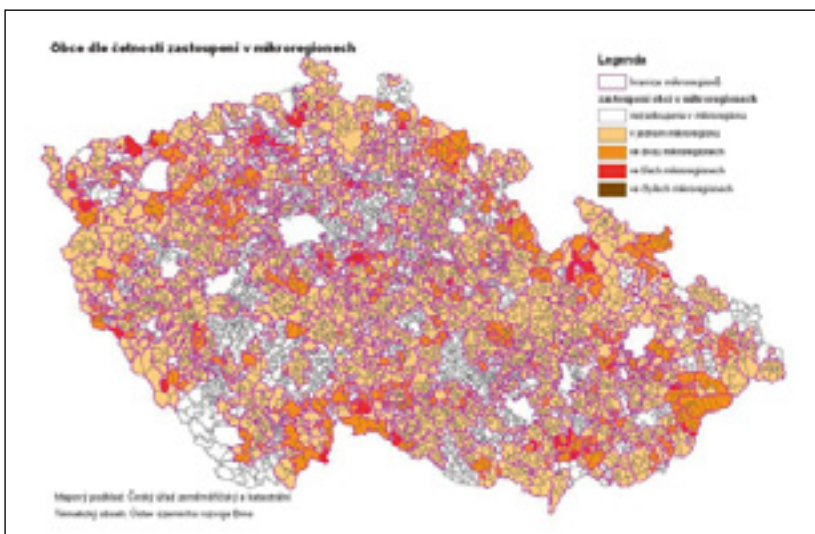 Obce dle četnosti zastoupení v mikroregionech
Legenda
hranice mikroregionů
zastoupení obcí v mikroregionech
nezastoupena v mikroregionu
v jednom mikroregionu
ve dvou mikroregionech
ve třech mikroregionech
ve čtyřech mikroregionech
Mapový podklad: Český úřad zeměměřičský a katastrální
Tematický obsah: Ústav územního rozvoje Brno